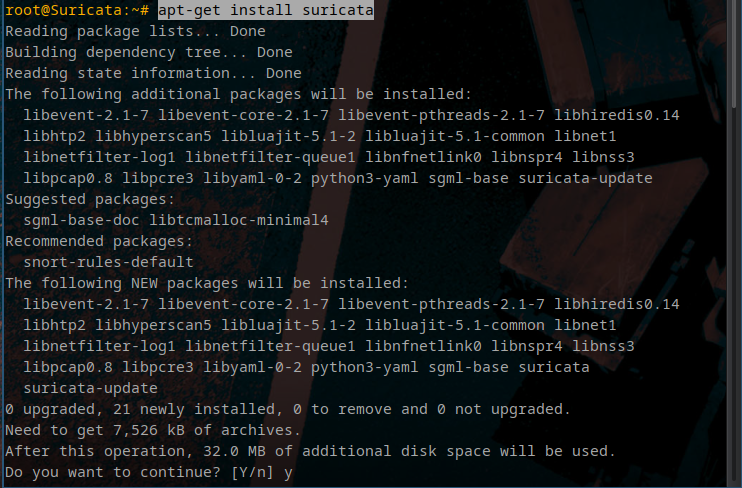 root@Suricata:~# apt-get install suricata
Reading package lists... Done
Building dependency tree... Done
Reading state information... Done
The following additional packages will be installed:
  libevent-2.1-7 libevent-core-2.1-7 libevent-pthreads-2.1-7 libhiredis0.14
  libhtp2 libhyperscan5 libluajit-5.1-2 libluajit-5.1-common libnet1
  libnetfilter-log1 libnetfilter-queue1 libnfnetlink0 libnspr4 libnss3
  libpcap0.8 libpcre3 libyaml-0-2 python3-yaml sgml-base suricata-update
Suggested packages:
  sgml-base-doc libtcmalloc-minimal4
Recommended packages:
  snort-rules-default
The following NEW packages will be installed:
  libevent-2.1-7 libevent-core-2.1-7 libevent-pthreads-2.1-7 libhiredis0.14
  libhtp2 libhyperscan5 libluajit-5.1-2 libluajit-5.1-common libnet1
  libnetfilter-log1 libnetfilter-queue1 libnfnetlink0 libnspr4 libnss3
  libpcap0.8 libpcre3 libyaml-0-2 python3-yaml sgml-base suricata
  suricata-update
0 upgraded, 21 newly installed, 0 to remove and 0 not upgraded.
Need to get 7,526 kB of archives.
After this operation, 32.0 MB of additional disk space will be used.
Do you want to continue? [Y/n] y